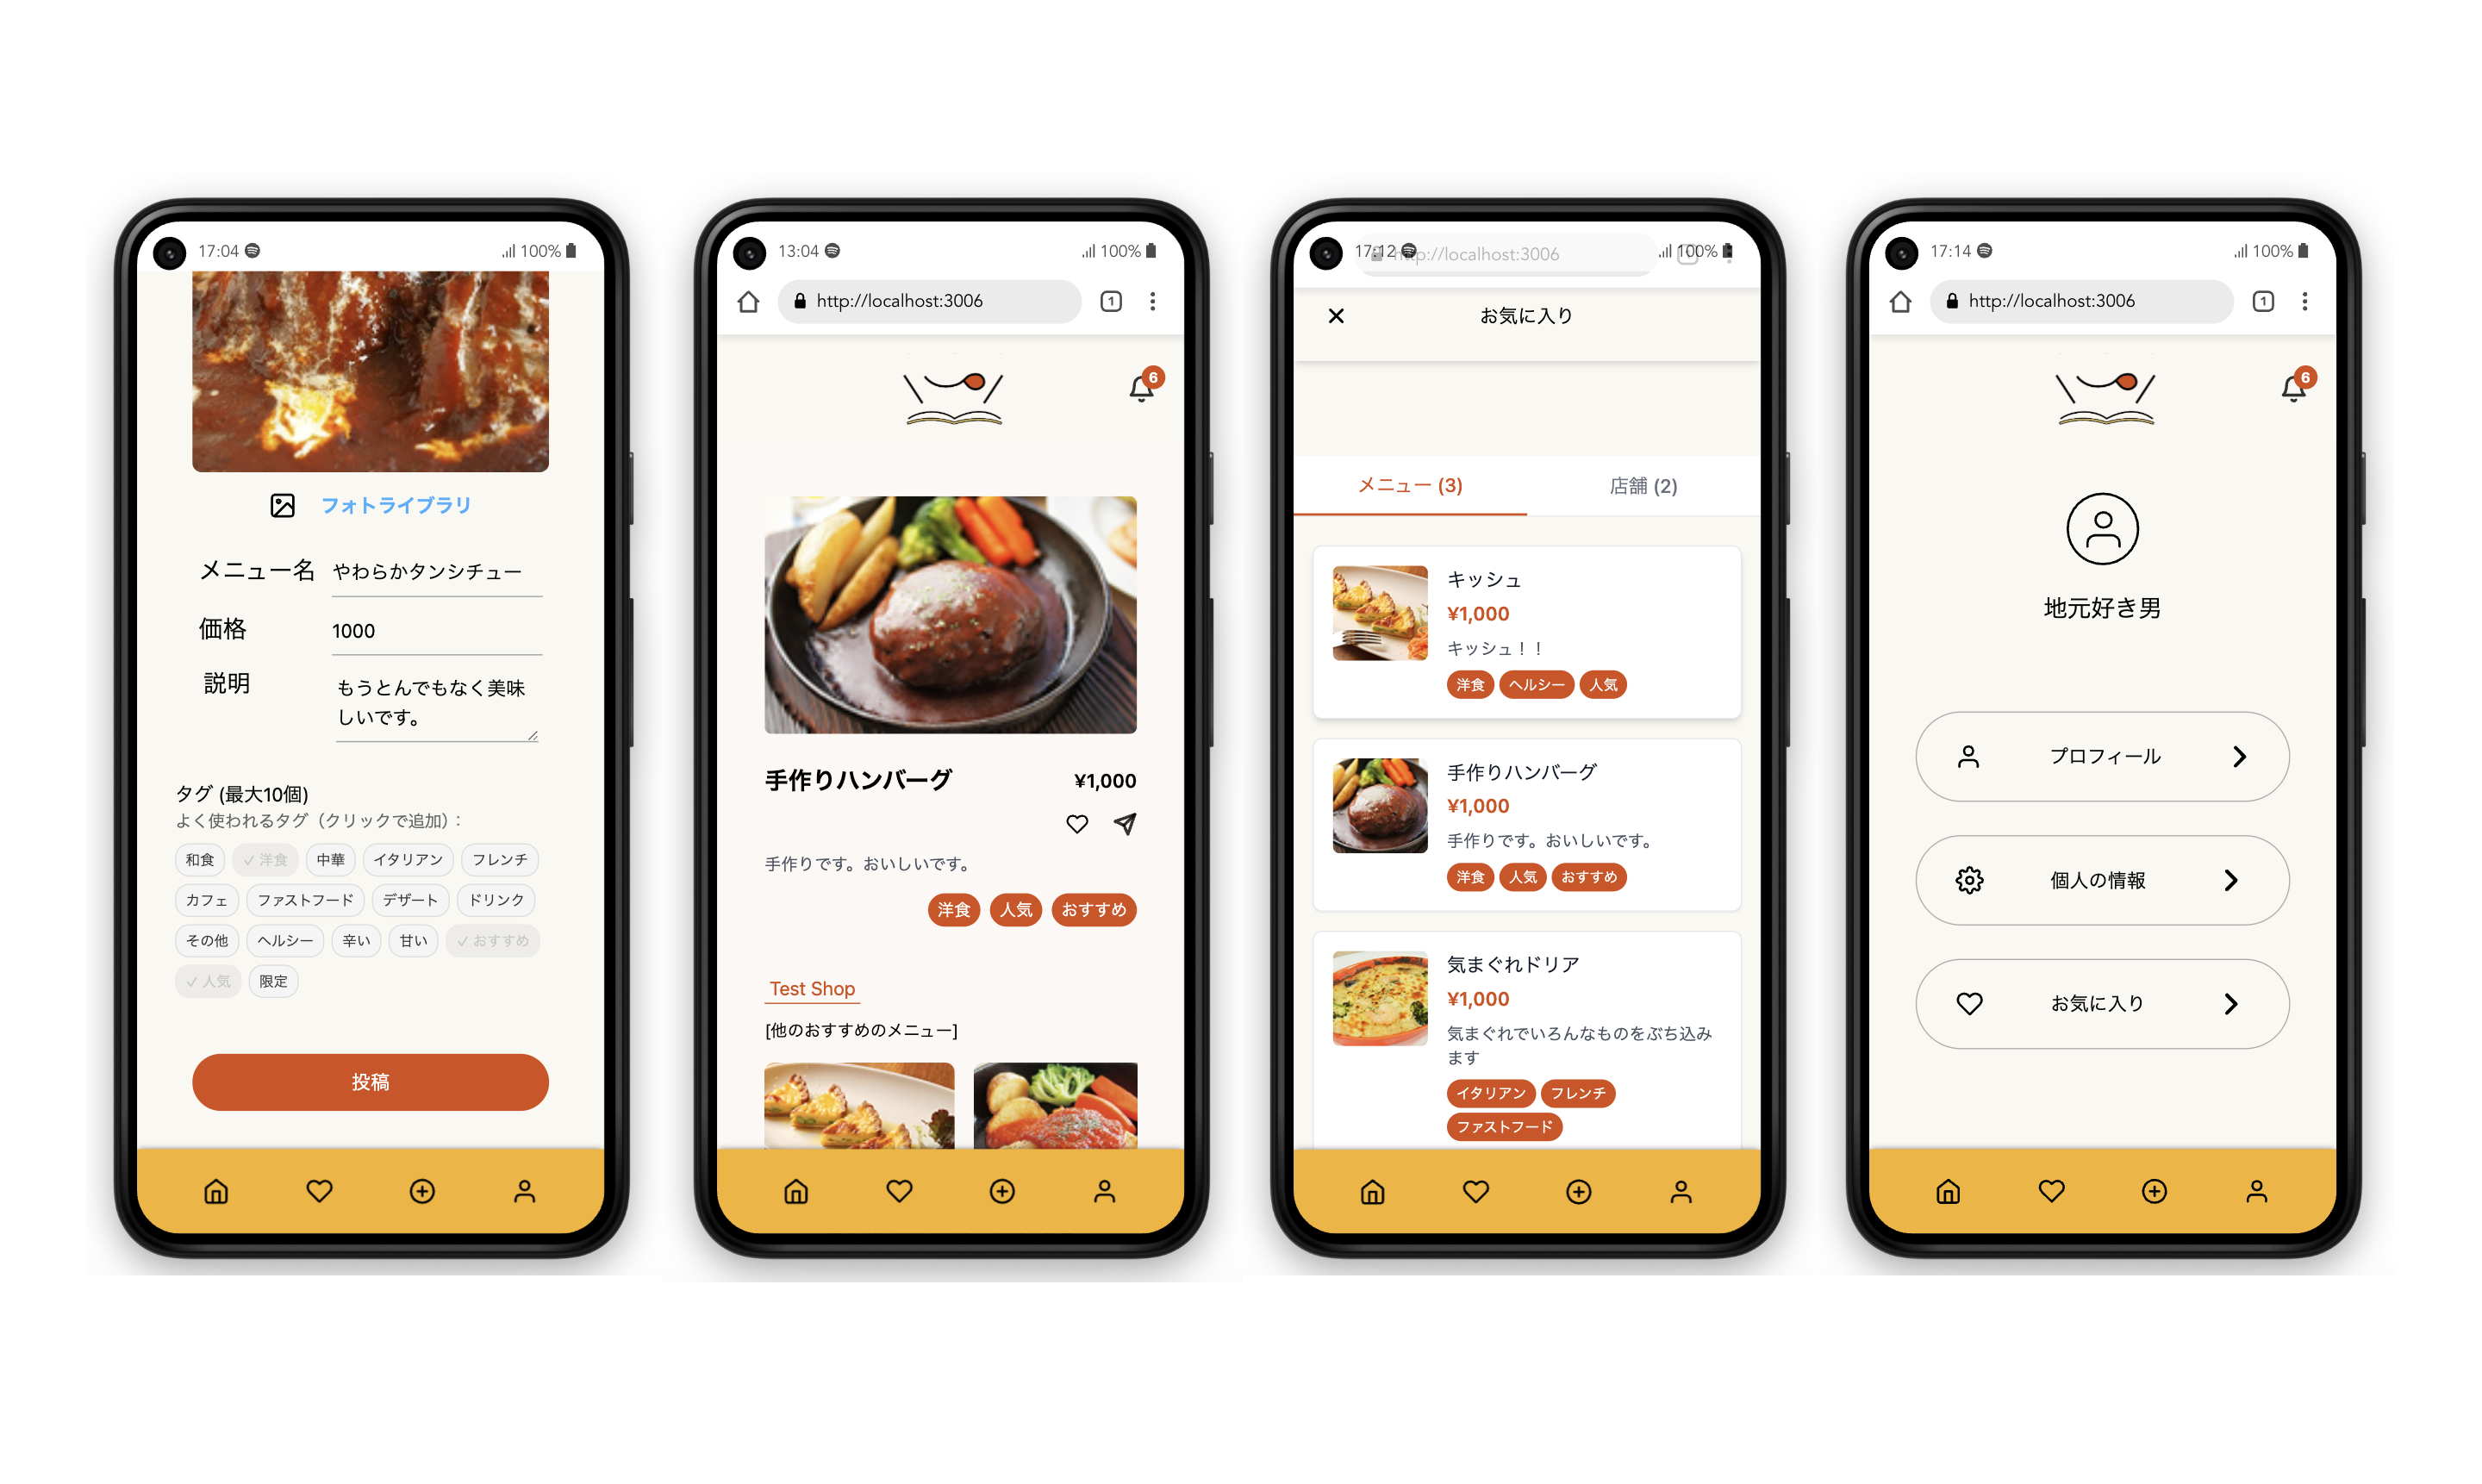 17:04
100%
フォトライブラリ
メニュー名 やわらかタンシチュー
価格 1000
説明 もうとんでもなく美味
しいです。
タグ (最大10個)
よく使われるタグ（クリックで追加）：
和食 ✓ 洋食 中華 イタリアン フレンチ
カフェ ファストフード デザート ドリンク
その他 ヘルシー 辛い 甘い ✓ おすすめ
✓ 人気 限定
投稿
13:04
100%
http://localhost:3006
1
6
手作りハンバーグ ¥1,000
手作りです。おいしいです。
洋食 人気 おすすめ
Test Shop
[他のおすすめのメニュー]
17:12
http://localhost:3006
100%
お気に入り
メニュー (3) 店舗 (2)
キッシュ
¥1,000
キッシュ！！
洋食 ヘルシー 人気
手作りハンバーグ
¥1,000
手作りです。おいしいです。
洋食 人気 おすすめ
気まぐれドリア
¥1,000
気まぐれでいろんなものをぶち込み
ます
イタリアン フレンチ
ファストフード
17:14
100%
http://localhost:3006
1
6
地元好き男
プロフィール
個人の情報
お気に入り